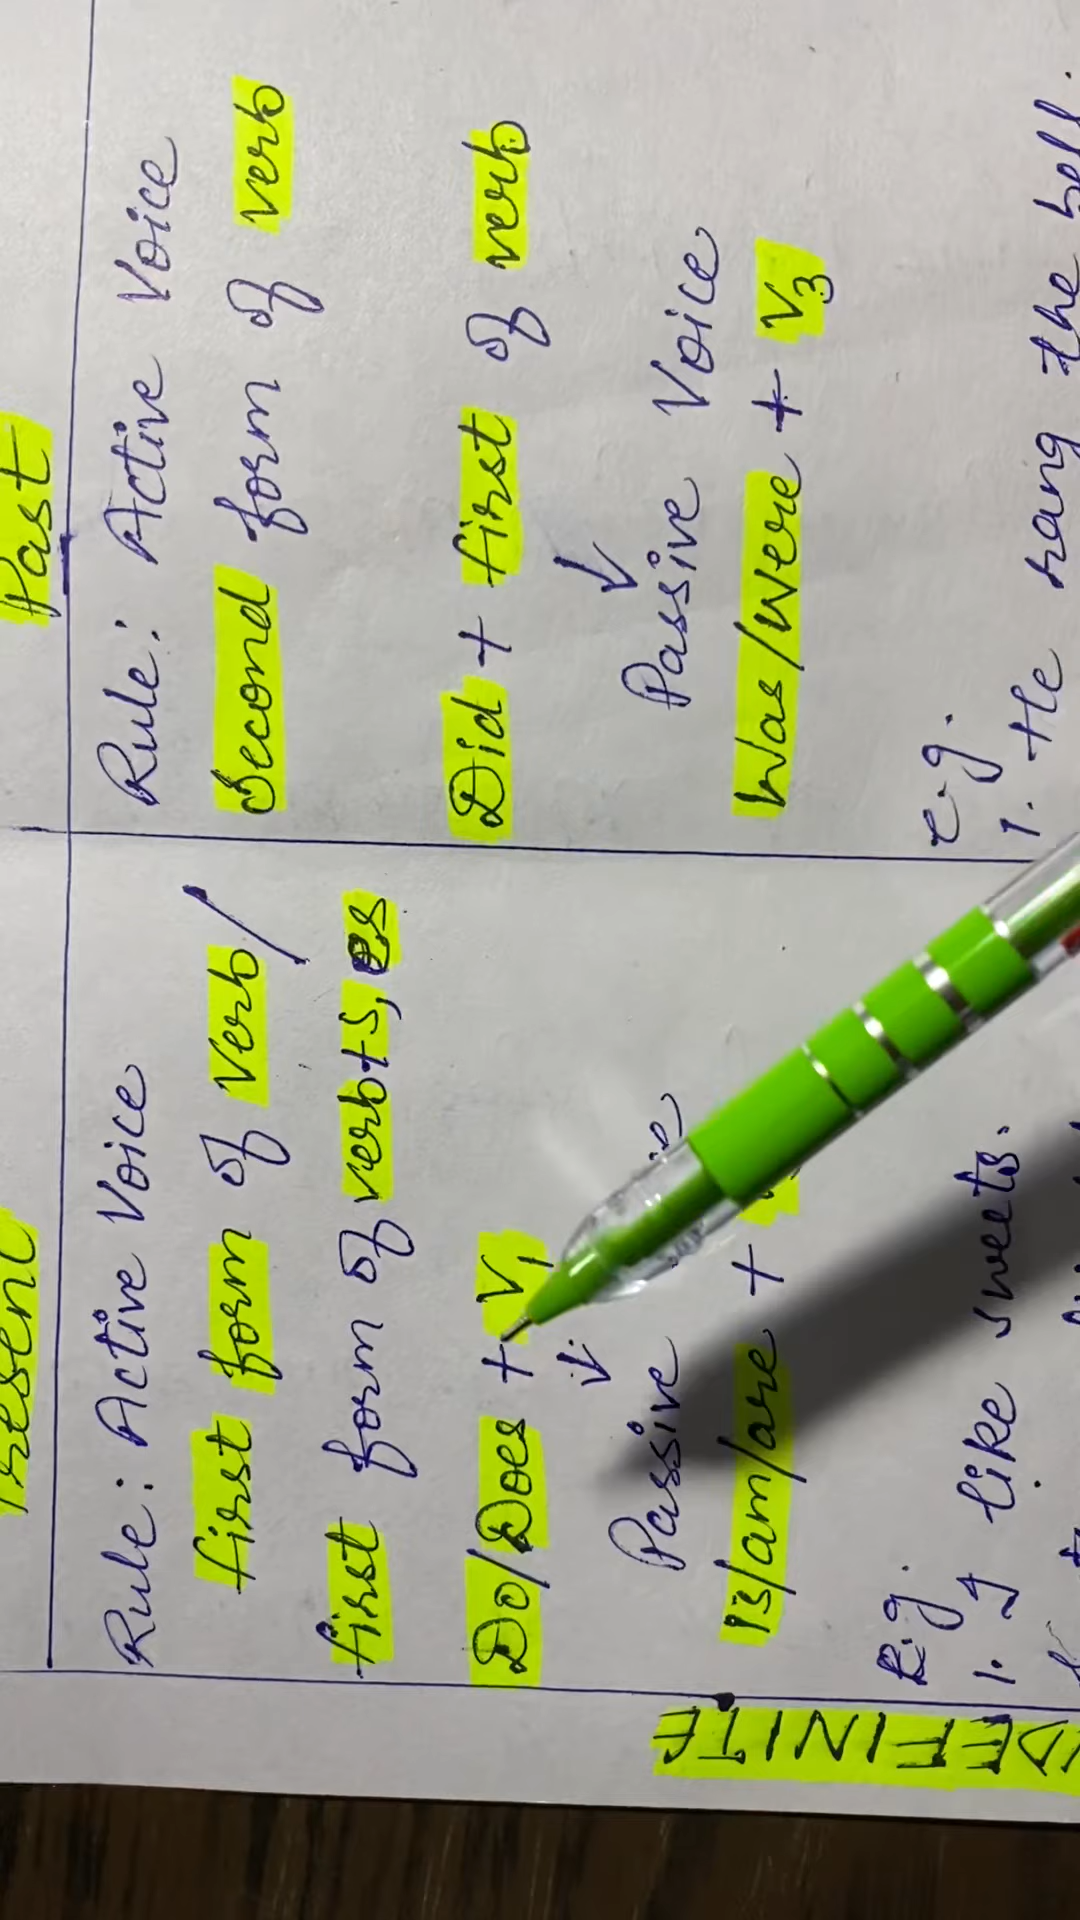 Present
Rule: Active Voice
first form of verb/
first form of verb+s, es
Do/Does + V1
↓
Passive
Is/am/are +
E.g.
1. I like sweets.
DEFINITE
Past
Rule: Active Voice
Second form of verb
Did + first of verb
↓
Passive Voice
Was/Were + V3
e.g.
1. He rang the bell.